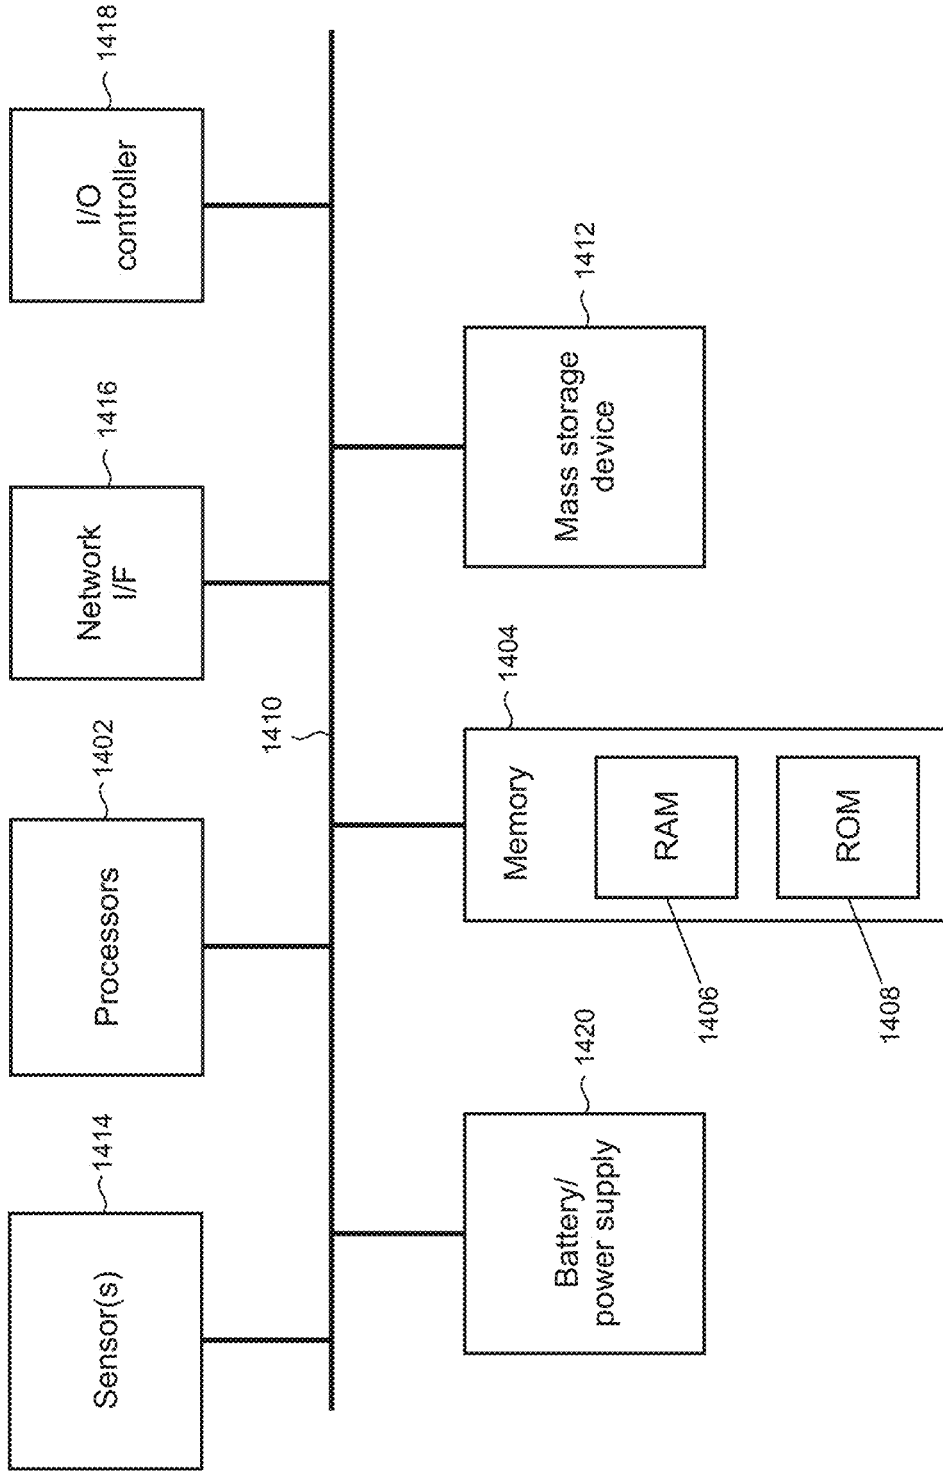 Sensor(s)
1414
Processors
1402
Network
I/F
1416
I/O
controller
1418
1410
Battery/
power supply
1420
Memory
1404
RAM
1406
ROM
1408
Mass storage
device
1412